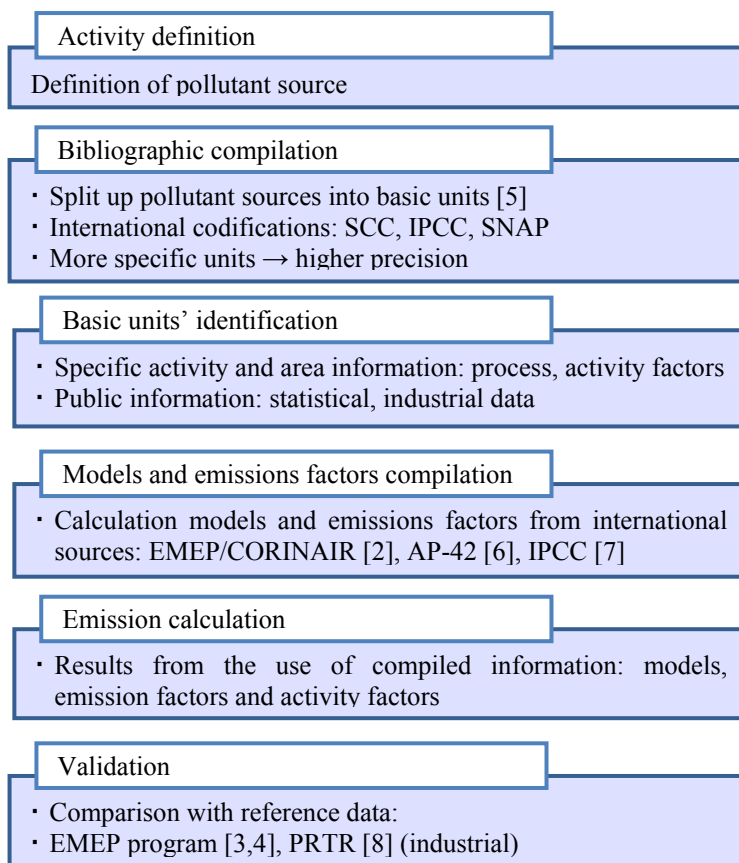 Activity definition
Definition of pollutant source
Bibliographic compilation
· Split up pollutant sources into basic units [5]
· International codifications: SCC, IPCC, SNAP
· More specific units → higher precision
Basic units’ identification
· Specific activity and area information: process, activity factors
· Public information: statistical, industrial data
Models and emissions factors compilation
· Calculation models and emissions factors from international
sources: EMEP/CORINAIR [2], AP-42 [6], IPCC [7]
Emission calculation
· Results from the use of compiled information: models,
emission factors and activity factors
Validation
· Comparison with reference data:
· EMEP program [3,4], PRTR [8] (industrial)